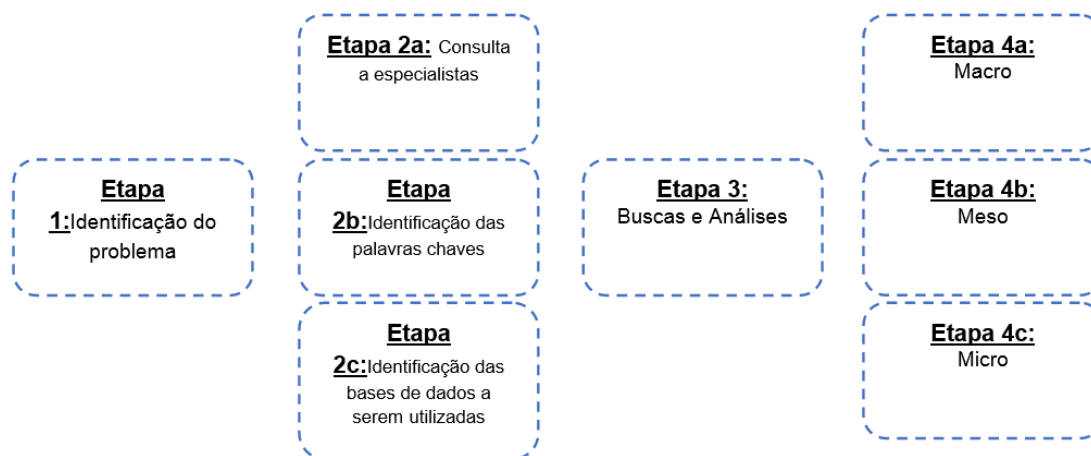 Etapa
1:Identificação do
problema
Etapa 2a: Consulta
a especialistas
Etapa
2b:Identificação das
palavras chaves
Etapa
2c:Identificação das
bases de dados a
serem utilizadas
Etapa 3:
Buscas e Análises
Etapa 4a:
Macro
Etapa 4b:
Meso
Etapa 4c:
Micro